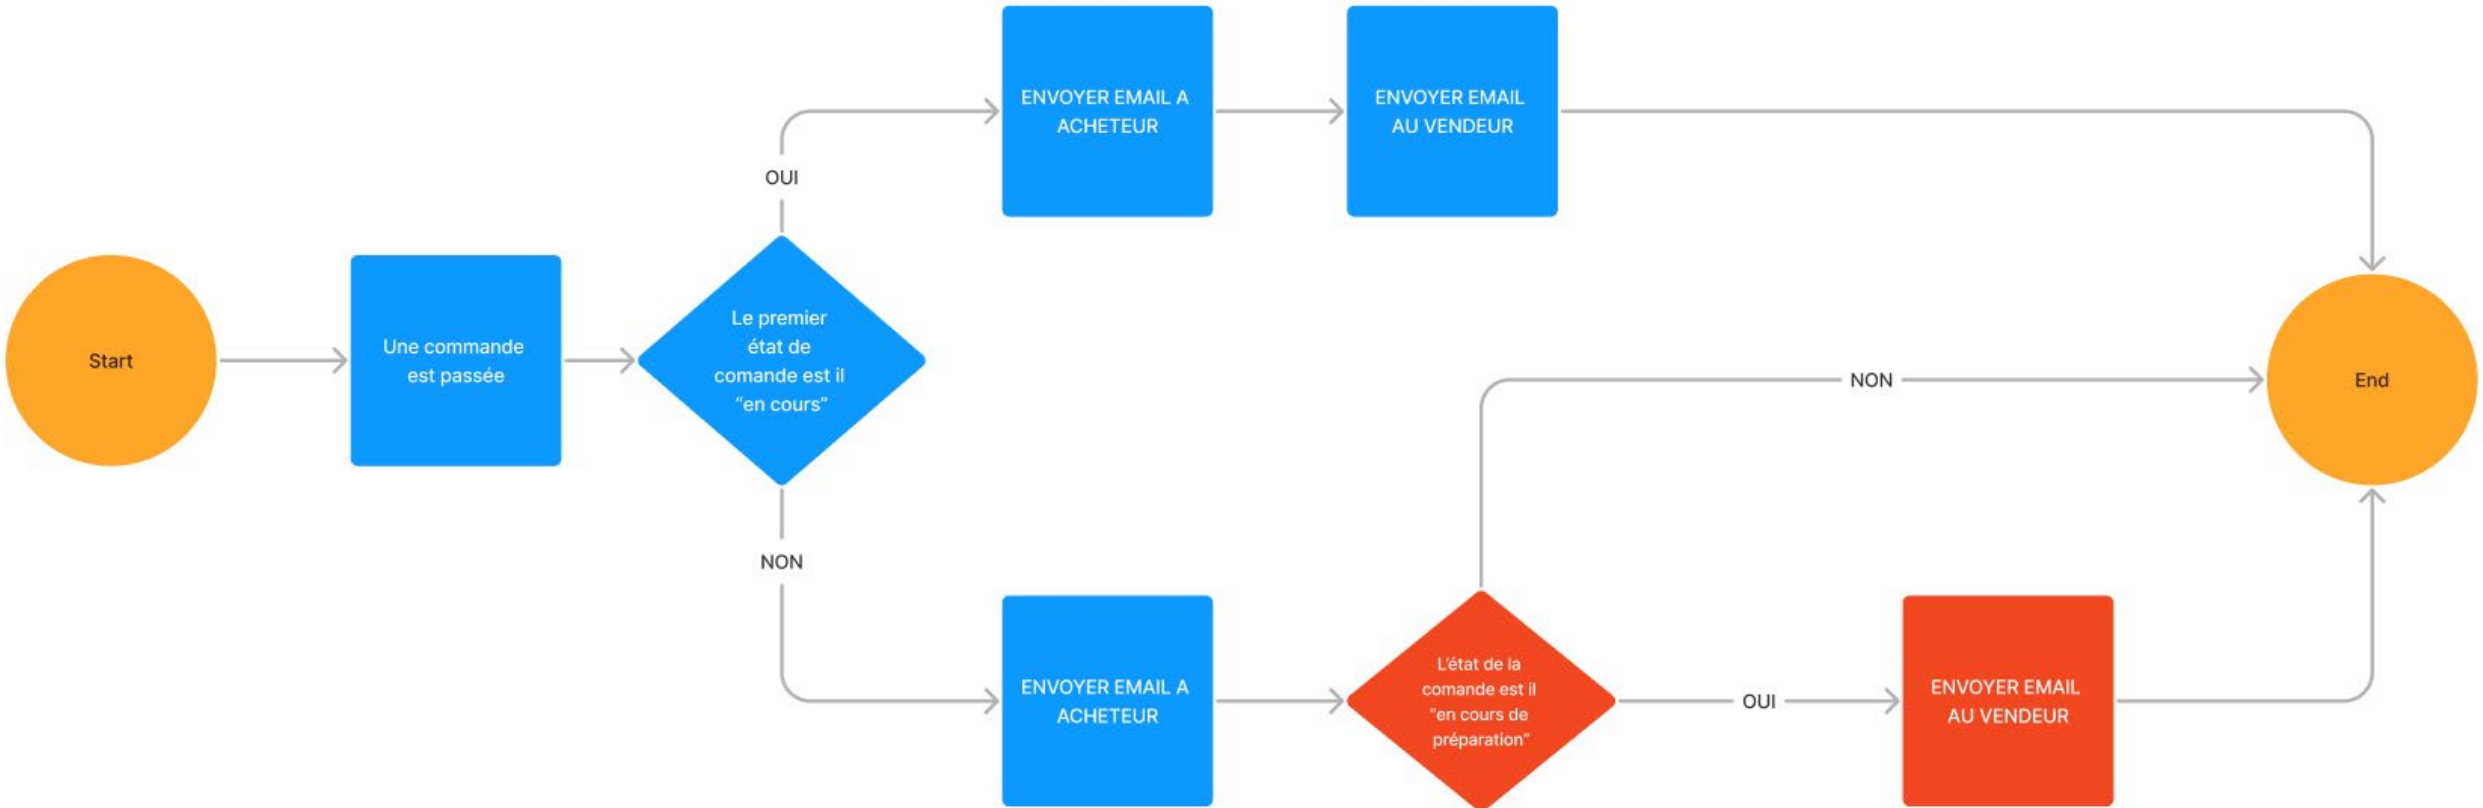 ENVOYER EMAIL A
ACHETEUR
ENVOYER EMAIL
AU VENDEUR
OUI
Start
Une commande
est passée
Le premier
état de
comande est il
“en cours”
NON
End
NON
ENVOYER EMAIL A
ACHETEUR
L'état de la
comande est il
"en cours de
préparation"
OUI
ENVOYER EMAIL
AU VENDEUR